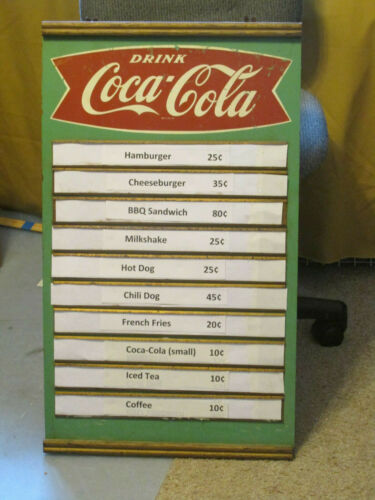 DRINK
Coca-Cola
Hamburger 25¢
Cheeseburger 35¢
BBQ Sandwich 80¢
Milkshake 25¢
Hot Dog 25¢
Chili Dog 45¢
French Fries 20¢
Coca-Cola (small) 10¢
Iced Tea 10¢
Coffee 10¢